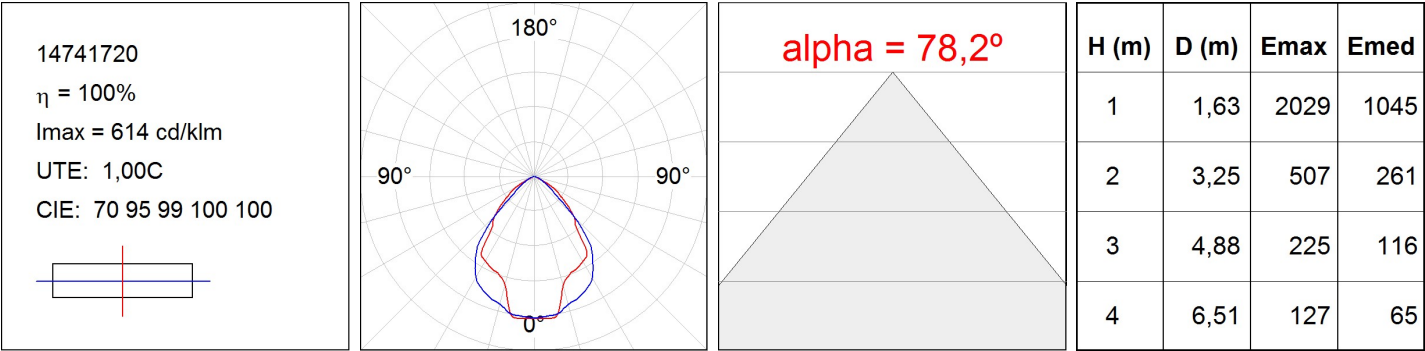 14741720
η = 100%
Imax = 614 cd/klm
UTE: 1,00C
CIE: 70 95 99 100 100
180°
90° 90°
0°
alpha = 78,2º
H (m) D (m) Emax Emed
1 1,63 2029 1045
2 3,25 507 261
3 4,88 225 116
4 6,51 127 65